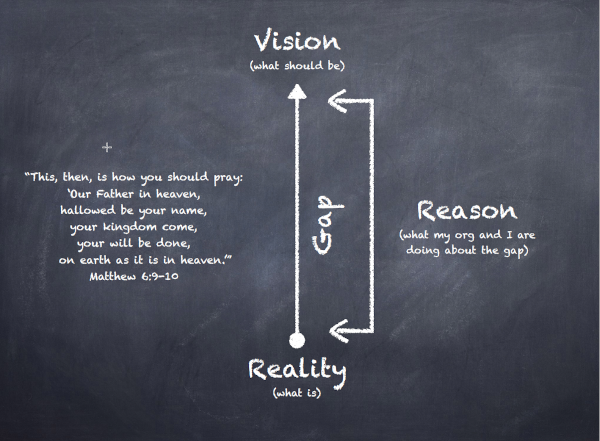 Vision
(what should be)
"This, then, is how you should pray:
'Our Father in heaven,
hallowed be your name,
your kingdom come,
your will be done,
on earth as it is in heaven.'"
Matthew 6:9-10
Gap
Reason
(what my org and I are
doing about the gap)
Reality
(what is)